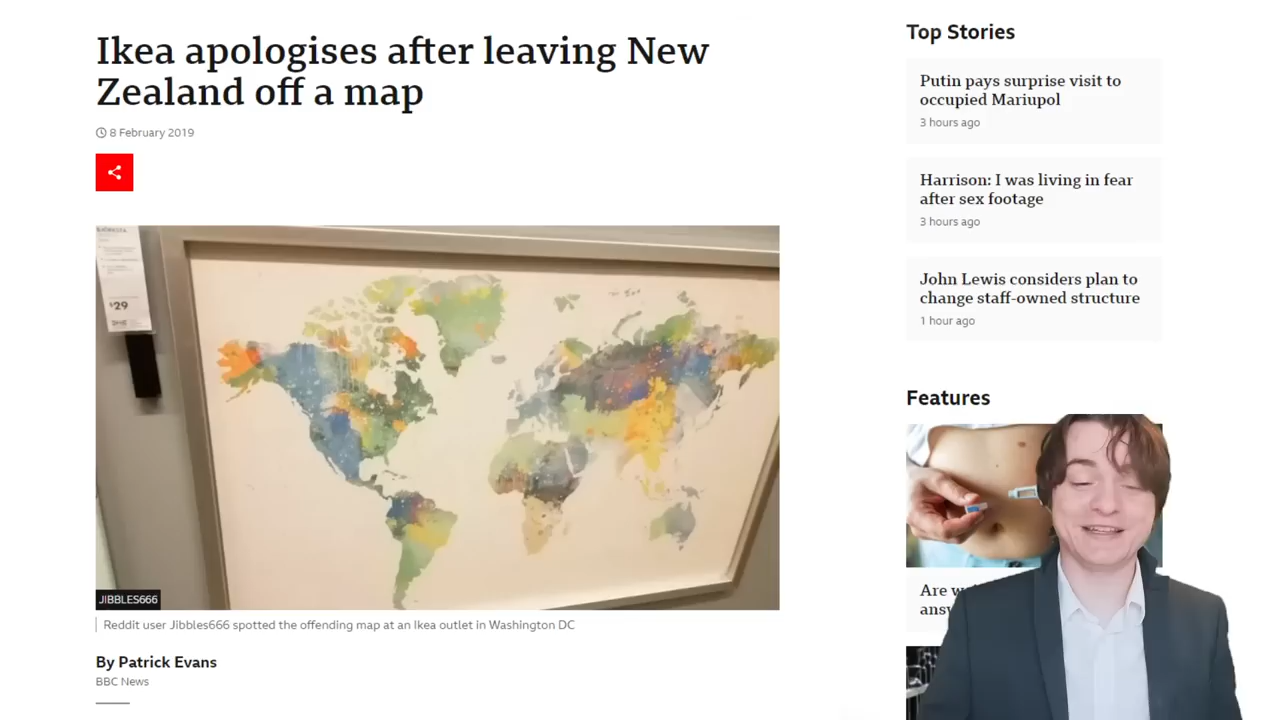 Ikea apologises after leaving New
Zealand off a map
8 February 2019
$29
JIBBLES666
Reddit user Jibbles666 spotted the offending map at an Ikea outlet in Washington DC
By Patrick Evans
BBC News
Top Stories
Putin pays surprise visit to
occupied Mariupol
3 hours ago
Harrison: I was living in fear
after sex footage
3 hours ago
John Lewis considers plan to
change staff-owned structure
1 hour ago
Features
Are